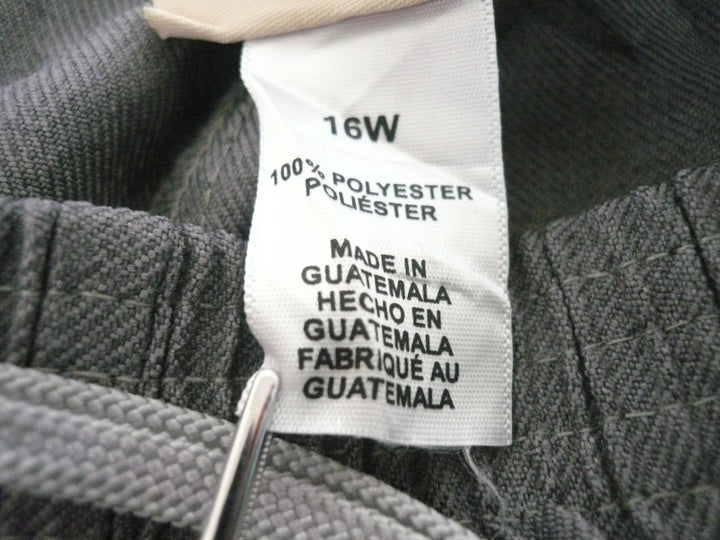 16W
100% POLYESTER
POLIÉSTER
MADE IN
GUATEMALA
HECHO EN
GUATEMALA
FABRIQUÉ AU
GUATEMALA